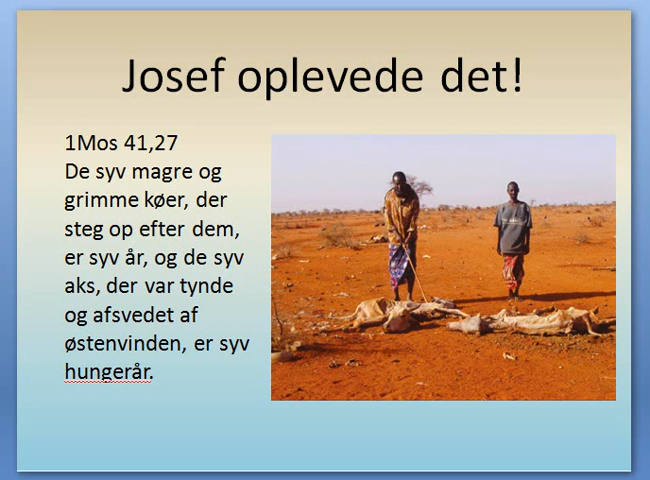 Josef oplevede det!
1Mos 41,27
De syv magre og
grimme køer, der
steg op efter dem,
er syv år, og de syv
aks, der var tynde
og afsvedet af
østenvinden, er syv
hungerår.